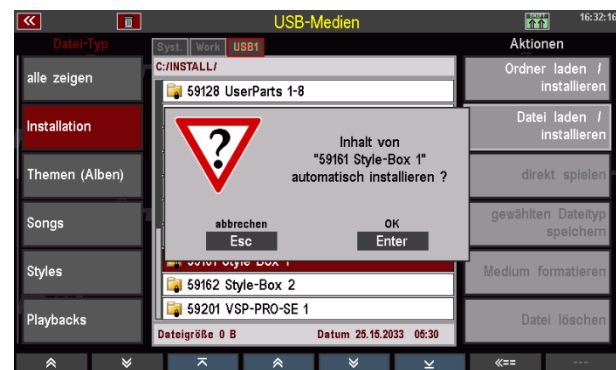 USB-Medien
SHIFT
16:32:16
Datei-Typ
Syst. Work USB1
Aktionen
C:/INSTALL/
alle zeigen
59128 UserParts 1-8
Ordner laden /
installieren
Installation
Datei laden /
installieren
?
Inhalt von
"59161 Style-Box 1"
automatisch installieren ?
Themen (Alben)
direkt spielen
Songs
abbrechen
OK
Esc
Enter
gewählten Dateityp
speichern
59161 Style-Box 1
Styles
59162 Style-Box 2
Medium formatieren
59201 VSP-PRO-SE 1
Playbacks
Dateigröße 0 B
Datum 25.15.2033 05:30
Datei löschen
«==
---